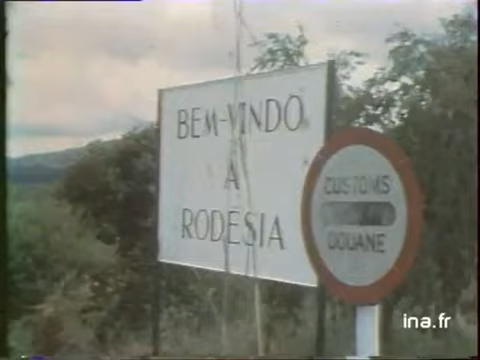 BEM-VINDO
A
RODESIA
CUSTOMS
DOUANE
ina.fr